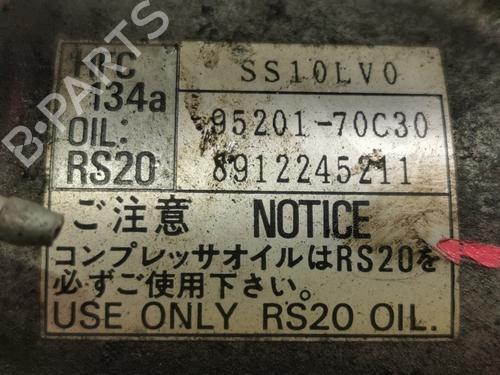 HFC
134a
OIL:
RS20
SS10LV0
95201-70C30
8912245211
ご注意 NOTICE
コンプレッサオイルはRS20を
必ずご使用下さい。
USE ONLY RS20 OIL.
B-PARTS